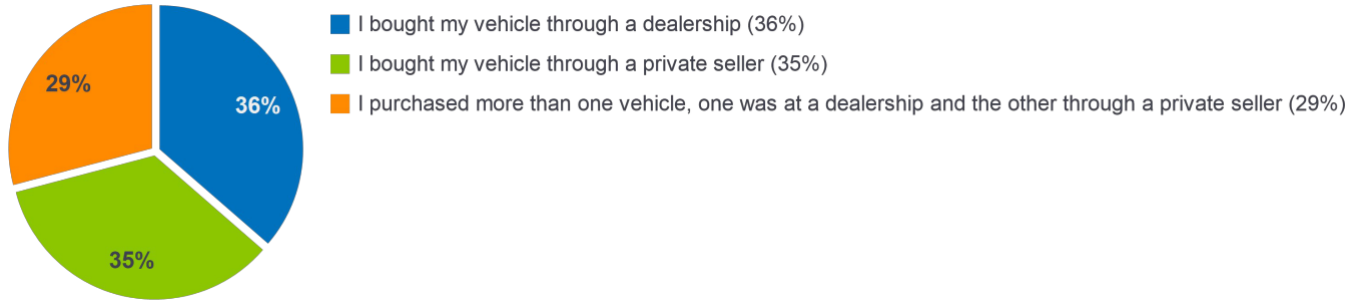 I bought my vehicle through a dealership (36%)
I bought my vehicle through a private seller (35%)
I purchased more than one vehicle, one was at a dealership and the other through a private seller (29%)
29%
36%
35%